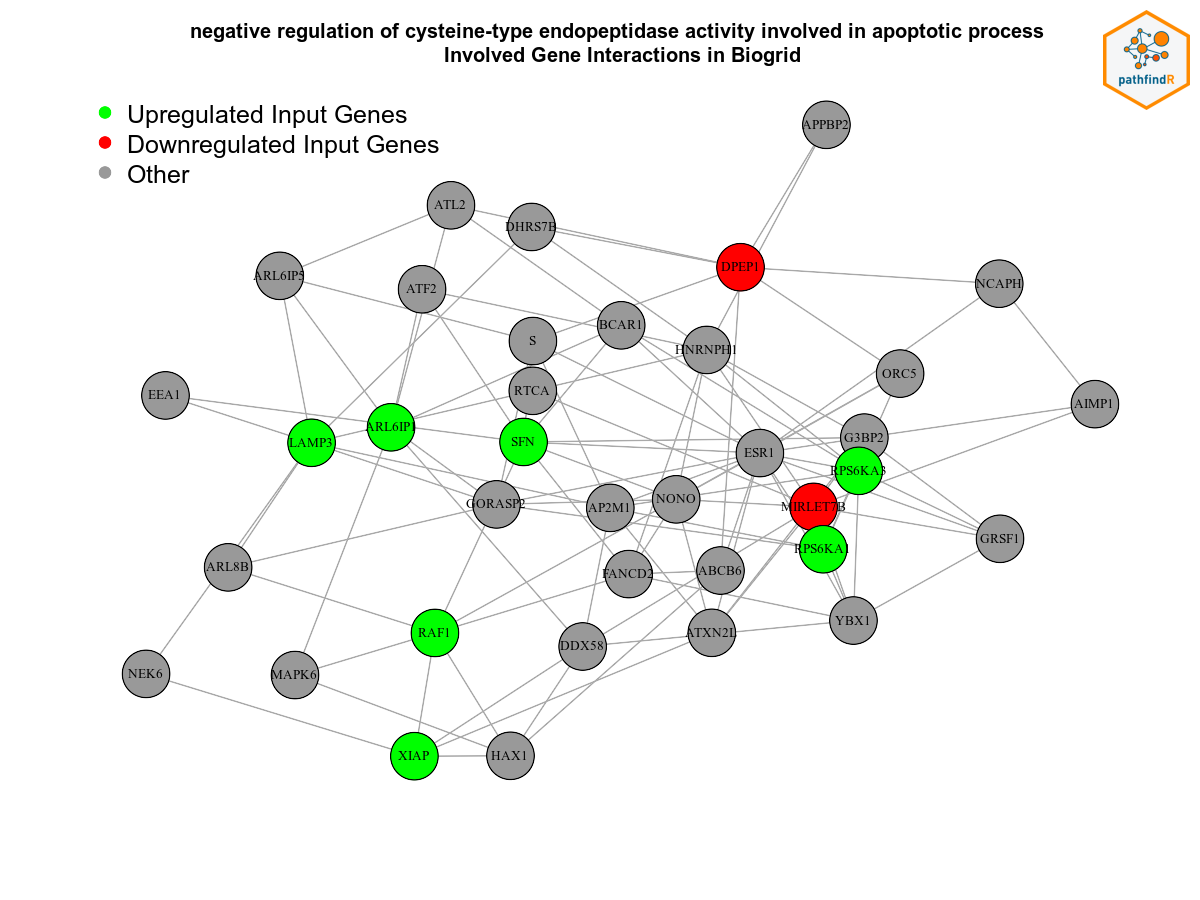 negative regulation of cysteine-type endopeptidase activity involved in apoptotic process
Involved Gene Interactions in Biogrid
pathfindR
Upregulated Input Genes
Downregulated Input Genes
Other
APPBP2
ATL2
DHRS7B
DPEP1
ARL6IP5
ATF2
NCAPH
BCAR1
S
HNRNPH1
ORC5
RTCA
EEA1
AIMP1
ARL6IP1
LAMP3
SFN
G3BP2
ESR1
RPS6KA3
GORASP2
AP2M1
NONO
MIRLET7B
GRSF1
RPS6KA1
ARL8B
FANCD2
ABCB6
YBX1
RAF1
ATXN2L
DDX58
NEK6
MAPK6
XIAP
HAX1